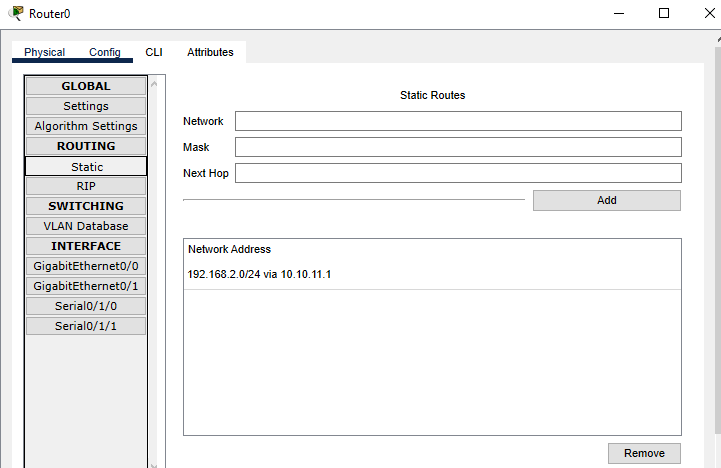 Router0
Physical Config CLI Attributes
GLOBAL
Settings
Algorithm Settings
ROUTING
Static
RIP
SWITCHING
VLAN Database
INTERFACE
GigabitEthernet0/0
GigabitEthernet0/1
Serial0/1/0
Serial0/1/1
Static Routes
Network
Mask
Next Hop
Add
Network Address
192.168.2.0/24 via 10.10.11.1
Remove